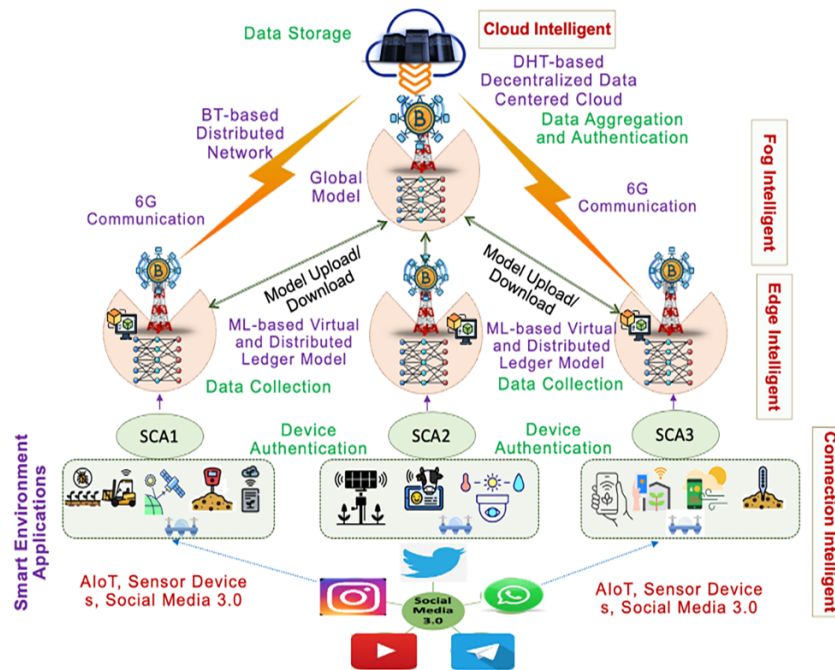 Data Storage
Cloud Intelligent
DHT-based
Decentralized Data
Centered Cloud
BT-based
Distributed
Network
Data Aggregation
and Authentication
Fog Intelligent
Global
Model
6G
Communication
6G
Communication
Model Upload/
Download
Model Upload/
Download
Edge Intelligent
ML-based Virtual
and Distributed
Ledger Model
ML-based Virtual
and Distributed
Ledger Model
Data Collection
Data Collection
SCA1
Device
Authentication
SCA2
Device
Authentication
SCA3
Smart Environment
Applications
Connection Intelligent
AIoT, Sensor Device
s, Social Media 3.0
Social
Media
3.0
AIoT, Sensor Device
s, Social Media 3.0